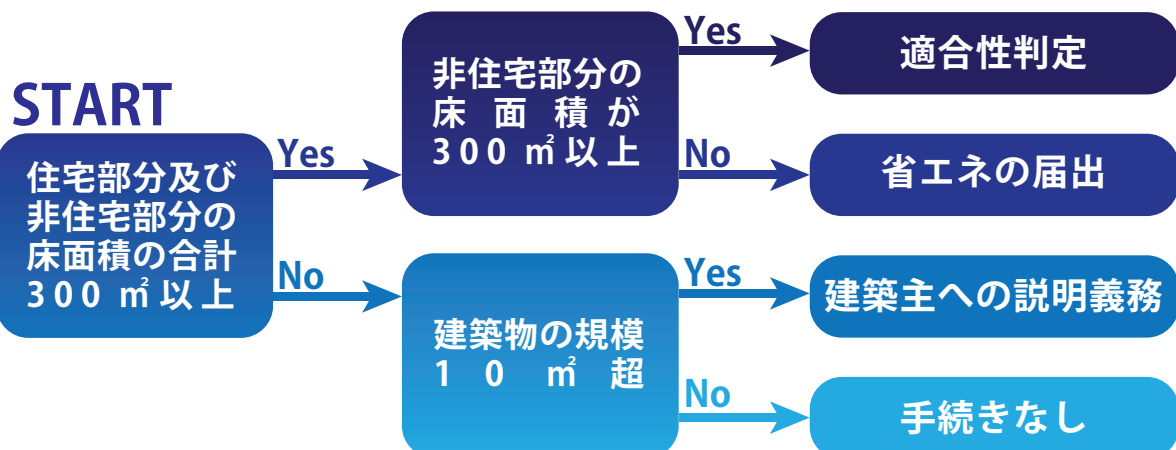 START
住宅部分及び
非住宅部分の
床面積の合計
300㎡以上
Yes
No
非住宅部分の
床面積が
300㎡以上
Yes
適合性判定
No
省エネの届出
建築物の規模
10㎡超
Yes
建築主への説明義務
No
手続きなし